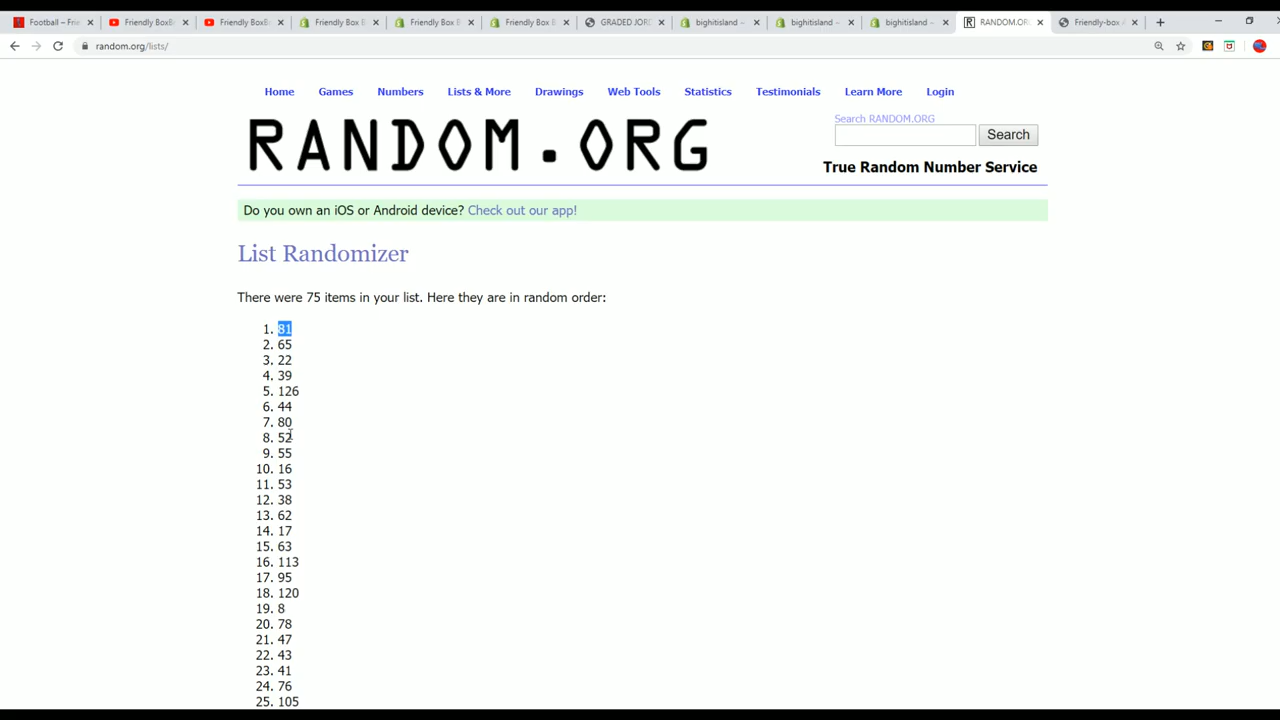 Football – Frie
Friendly BoxBr
Friendly BoxBr
Friendly Box B
Friendly Box B
Friendly Box B
GRADED JORD
bighitisland –
bighitisland –
bighitisland –
RANDOM.OR
Friendly-box
random.org/lists/
Home Games Numbers Lists & More Drawings Web Tools Statistics Testimonials Learn More Login
RANDOM.ORG
Search RANDOM.ORG
Search
True Random Number Service
Do you own an iOS or Android device? Check out our app!
List Randomizer
There were 75 items in your list. Here they are in random order:
1. 81
2. 65
3. 22
4. 39
5. 126
6. 44
7. 80
8. 52
9. 55
10. 16
11. 53
12. 38
13. 62
14. 17
15. 63
16. 113
17. 95
18. 120
19. 8
20. 78
21. 47
22. 43
23. 41
24. 76
25. 105